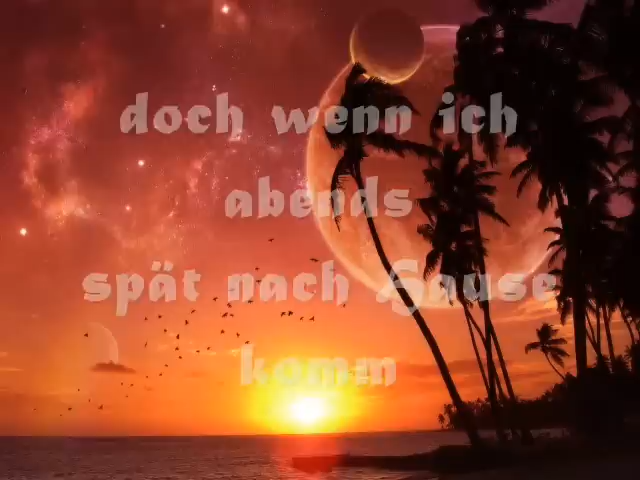 doch wenn ich
abends
spät nach Hause
komm